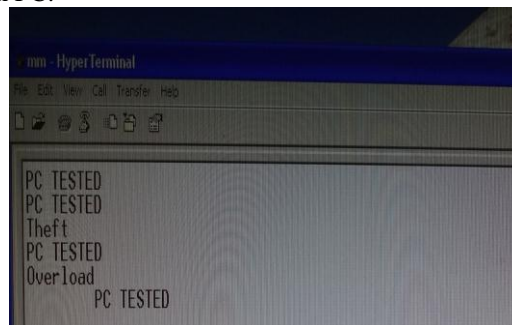 mm - HyperTerminal
File Edit View Call Transfer Help
PC TESTED
PC TESTED
Theft
PC TESTED
Overload
PC TESTED